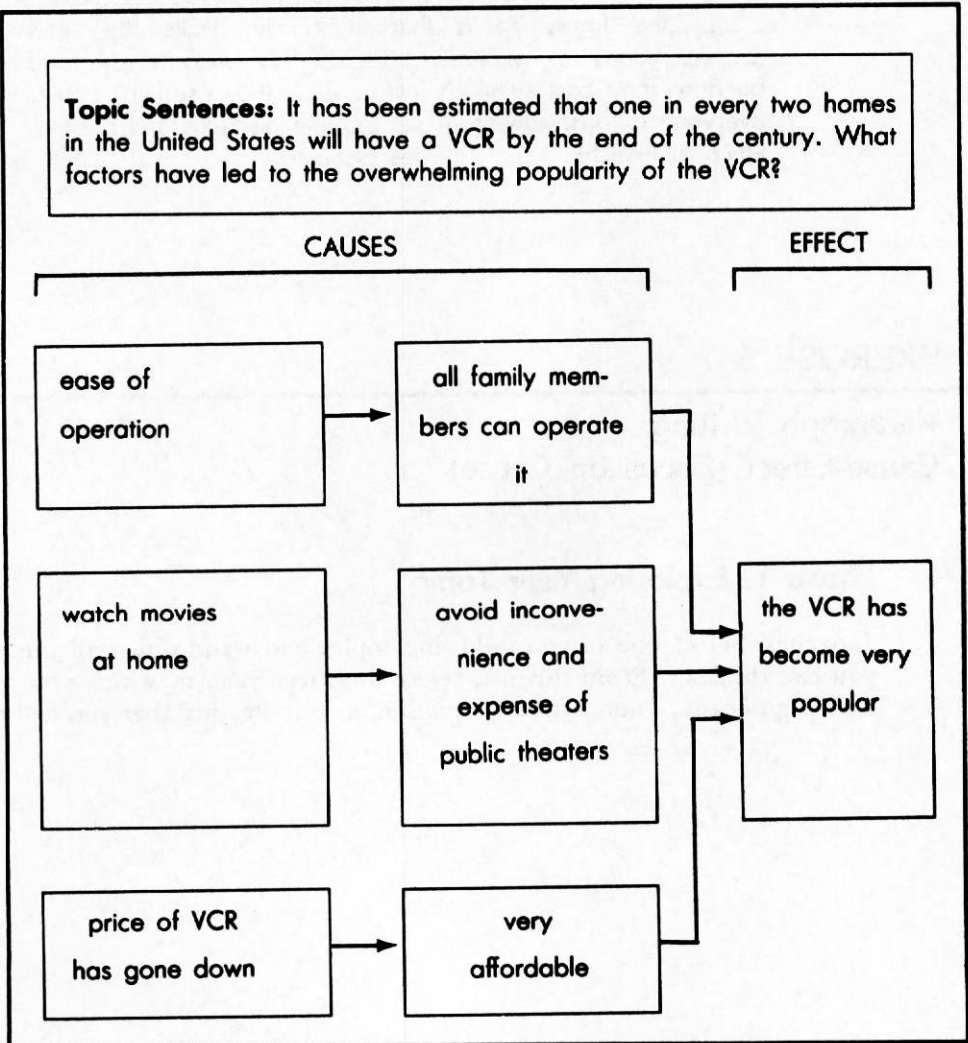 Topic Sentences: It has been estimated that one in every two homes
in the United States will have a VCR by the end of the century. What
factors have led to the overwhelming popularity of the VCR?
CAUSES
EFFECT
ease of
operation
all family mem-
bers can operate
it
watch movies
at home
avoid inconve-
nience and
expense of
public theaters
the VCR has
become very
popular
price of VCR
has gone down
very
affordable